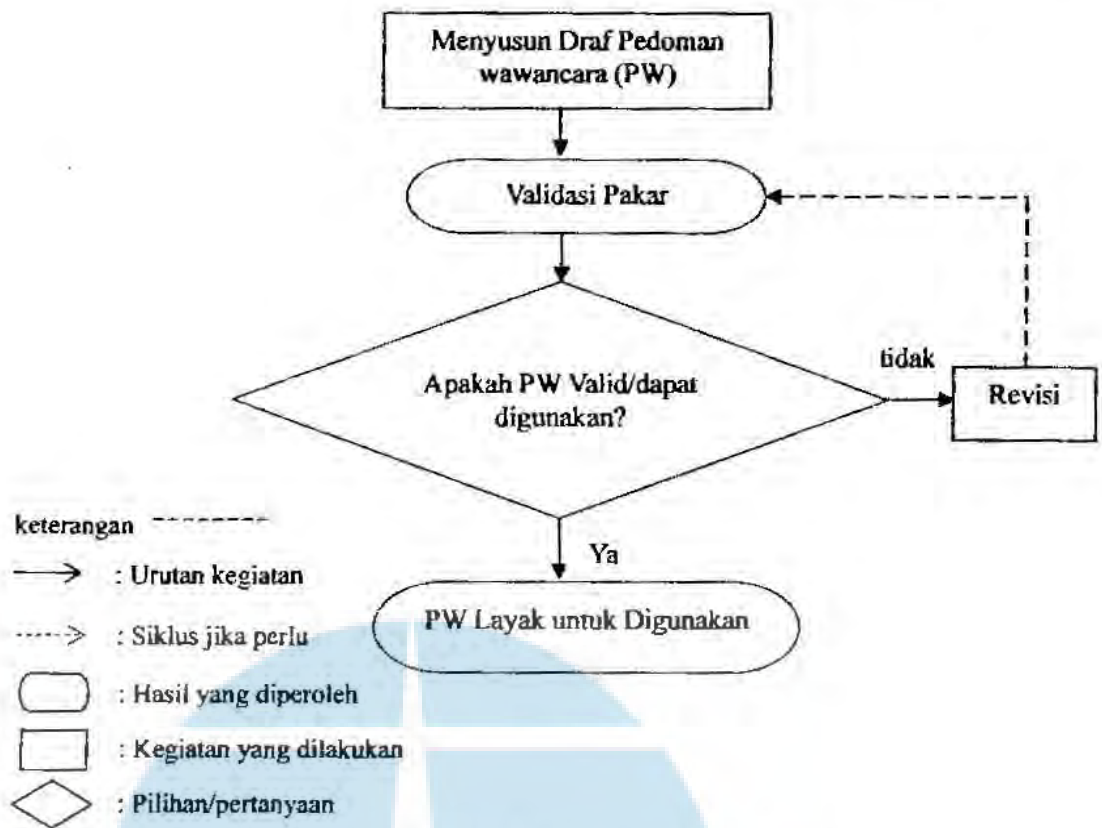 Menyusun Draf Pedoman
wawancara (PW)
Validasi Pakar
Apakah PW Valid/dapat
digunakan?
tidak
Revisi
Ya
PW Layak untuk Digunakan
keterangan
: Urutan kegiatan
: Siklus jika perlu
: Hasil yang diperoleh
: Kegiatan yang dilakukan
: Pilihan/pertanyaan